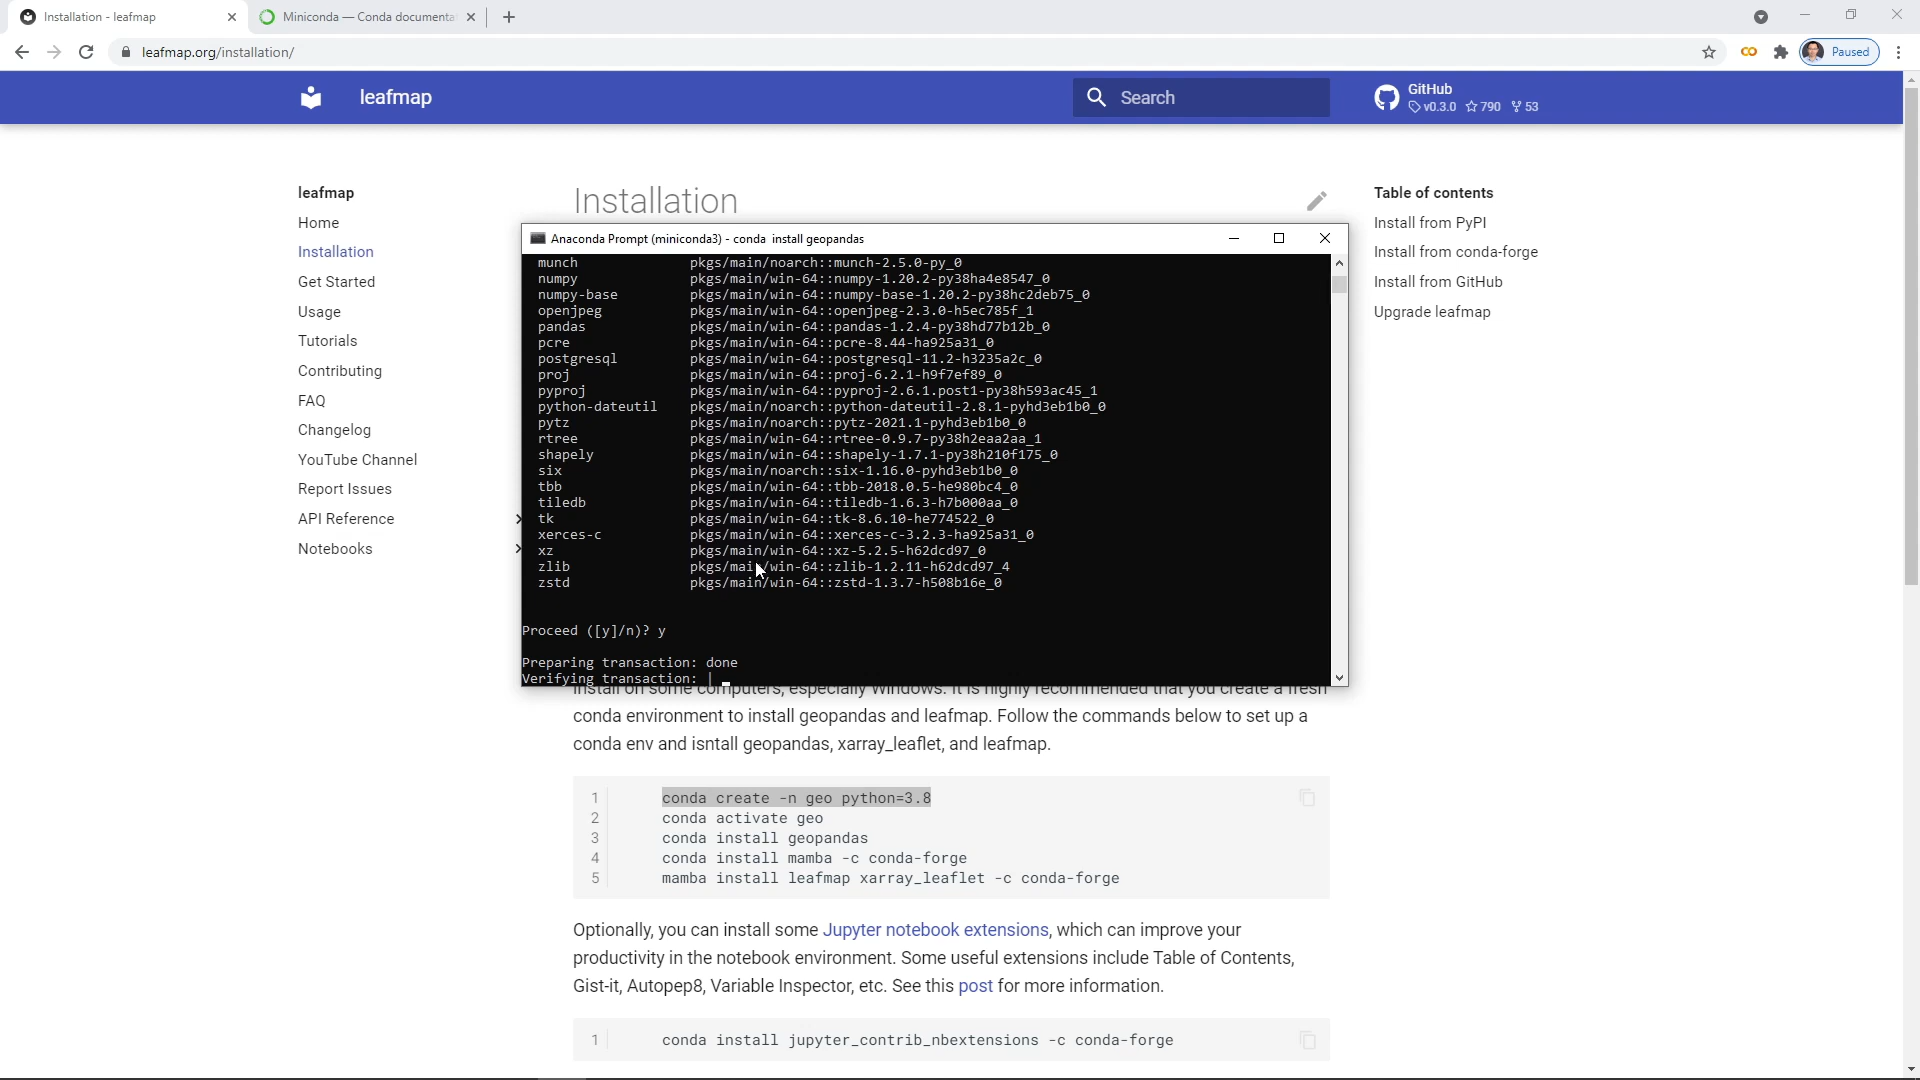 Installation - leafmap
Miniconda — Conda documenta
leafmap.org/installation/
Paused
leafmap
Search
GitHub
v0.3.0 790 53
leafmap
Home
Installation
Get Started
Usage
Tutorials
Contributing
FAQ
Changelog
YouTube Channel
Report Issues
API Reference
Notebooks
Installation
Table of contents
Install from PyPI
Install from conda-forge
Install from GitHub
Upgrade leafmap
Anaconda Prompt (miniconda3) - conda install geopandas
munch pkgs/main/noarch::munch-2.5.0-py_0
numpy pkgs/main/win-64::numpy-1.20.2-py38ha4e8547_0
numpy-base pkgs/main/win-64::numpy-base-1.20.2-py38hc2deb75_0
openjpeg pkgs/main/win-64::openjpeg-2.3.0-h5ec785f_1
pandas pkgs/main/win-64::pandas-1.2.4-py38hd77b12b_0
pcre pkgs/main/win-64::pcre-8.44-ha925a31_0
postgresql pkgs/main/win-64::postgresql-11.2-h3235a2c_0
proj pkgs/main/win-64::proj-6.2.1-h9f7ef89_0
pyproj pkgs/main/win-64::pyproj-2.6.1.post1-py38h593ac45_1
python-dateutil pkgs/main/noarch::python-dateutil-2.8.1-pyhd3eb1b0_0
pytz pkgs/main/noarch::pytz-2021.1-pyhd3eb1b0_0
rtree pkgs/main/win-64::rtree-0.9.7-py38h2eaa2aa_1
shapely pkgs/main/win-64::shapely-1.7.1-py38h210f175_0
six pkgs/main/noarch::six-1.16.0-pyhd3eb1b0_0
tbb pkgs/main/win-64::tbb-2018.0.5-he980bc4_0
tiledb pkgs/main/win-64::tiledb-1.6.3-h7b000aa_0
tk pkgs/main/win-64::tk-8.6.10-he774522_0
xerces-c pkgs/main/win-64::xerces-c-3.2.3-ha925a31_0
xz pkgs/main/win-64::xz-5.2.5-h62dcd97_0
zlib pkgs/main/win-64::zlib-1.2.11-h62dcd97_4
zstd pkgs/main/win-64::zstd-1.3.7-h508b16e_0
Proceed ([y]/n)? y
Preparing transaction: done
Verifying transaction: |
install on some computers, especially Windows. It is highly recommended that you create a fresh
conda environment to install geopandas and leafmap. Follow the commands below to set up a
conda env and isntall geopandas, xarray_leaflet, and leafmap.
1 conda create -n geo python=3.8
2 conda activate geo
3 conda install geopandas
4 conda install mamba -c conda-forge
5 mamba install leafmap xarray_leaflet -c conda-forge
Optionally, you can install some Jupyter notebook extensions, which can improve your
productivity in the notebook environment. Some useful extensions include Table of Contents,
Gist-it, Autopep8, Variable Inspector, etc. See this post for more information.
1 conda install jupyter_contrib_nbextensions -c conda-forge